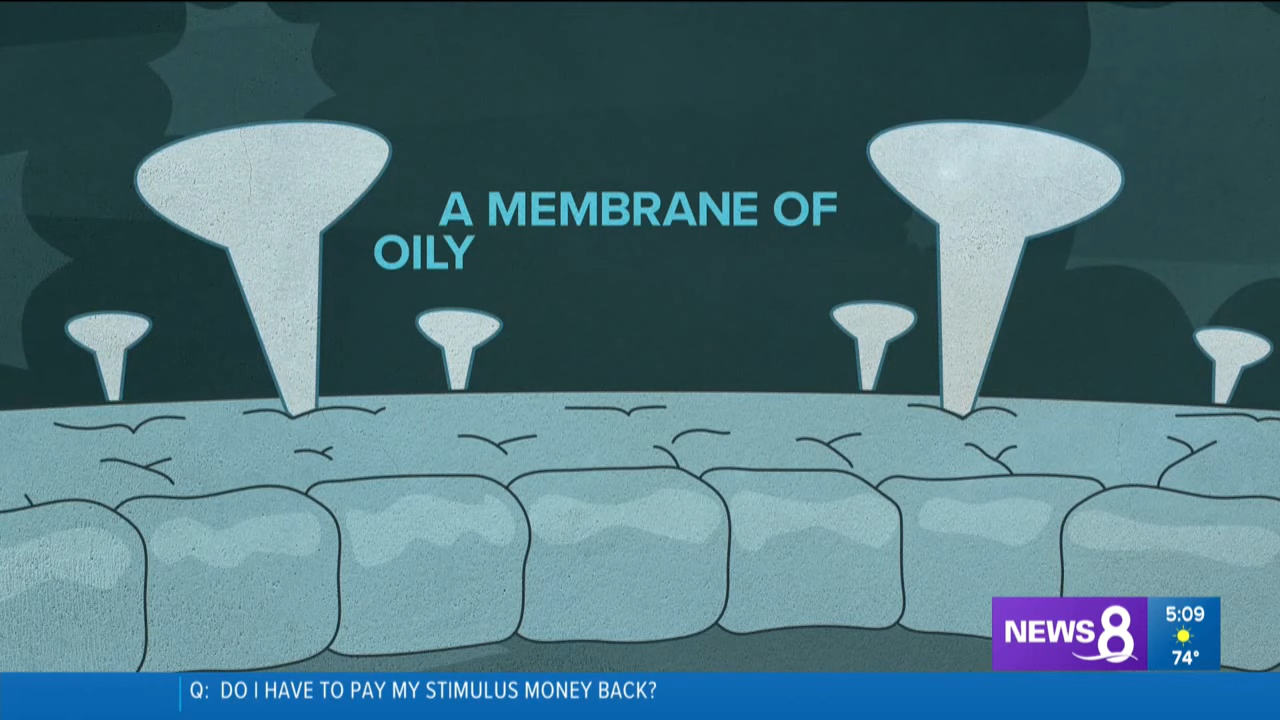 A MEMBRANE OF
OILY
NEWS 8
5:09
74°
Q: DO I HAVE TO PAY MY STIMULUS MONEY BACK?